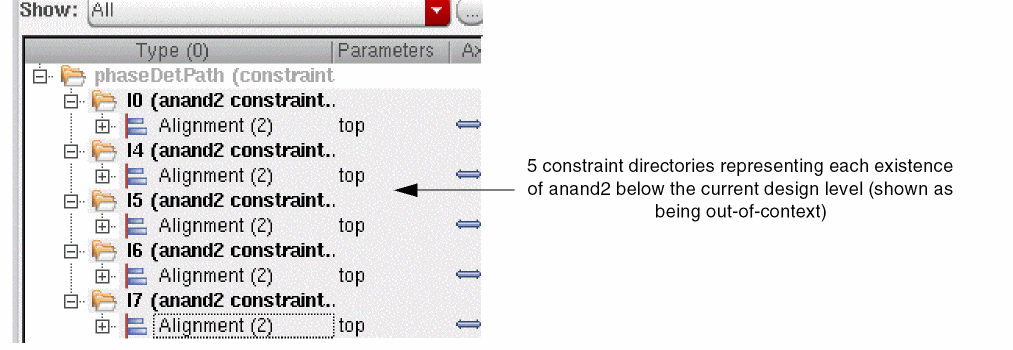 Show: All ...
Type (0) Parameters Ax
phaseDetPath (constraint
I0 (anand2 constraint..
Alignment (2) top
I4 (anand2 constraint..
Alignment (2) top
I5 (anand2 constraint..
Alignment (2) top
I6 (anand2 constraint..
Alignment (2) top
I7 (anand2 constraint..
Alignment (2) top
5 constraint directories representing each existence
of anand2 below the current design level (shown as
being out-of-context)